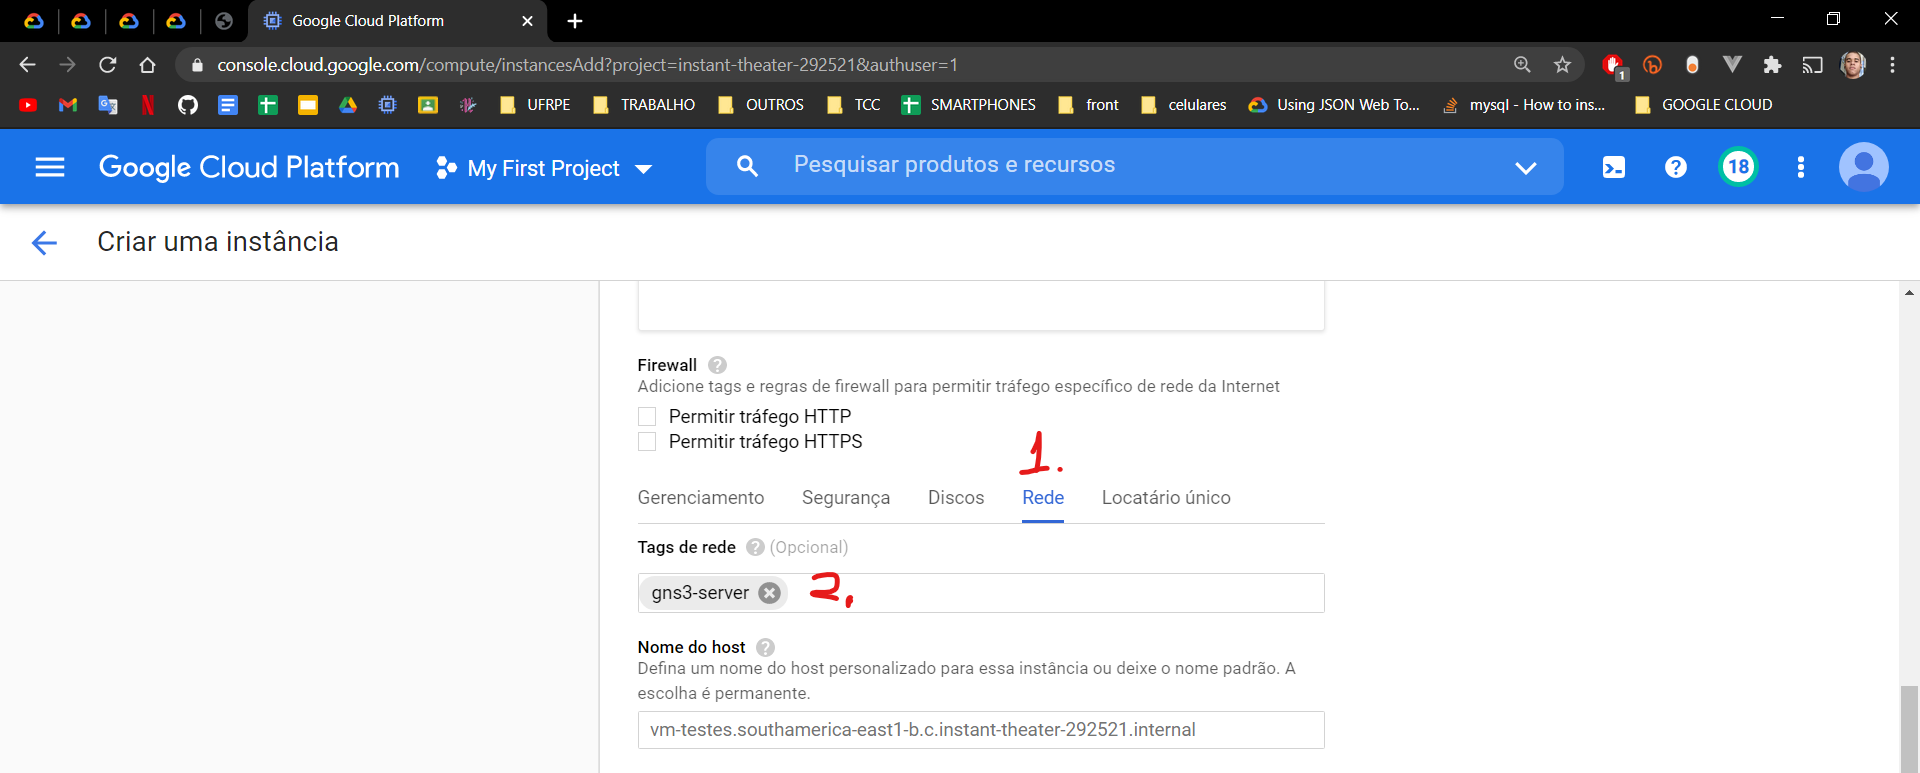 Google Cloud Platform
console.cloud.google.com/compute/instancesAdd?project=instant-theater-292521&authuser=1
1
UFRPE TRABALHO OUTROS TCC SMARTPHONES front celulares Using JSON Web To... mysql - How to ins... GOOGLE CLOUD
Google Cloud Platform My First Project Pesquisar produtos e recursos 18
Criar uma instância
Firewall
Adicione tags e regras de firewall para permitir tráfego específico de rede da Internet
Permitir tráfego HTTP
Permitir tráfego HTTPS
1.
Gerenciamento Segurança Discos Rede Locatário único
Tags de rede (Opcional)
gns3-server 2.
Nome do host
Defina um nome do host personalizado para essa instância ou deixe o nome padrão. A
escolha é permanente.
vm-testes.southamerica-east1-b.c.instant-theater-292521.internal